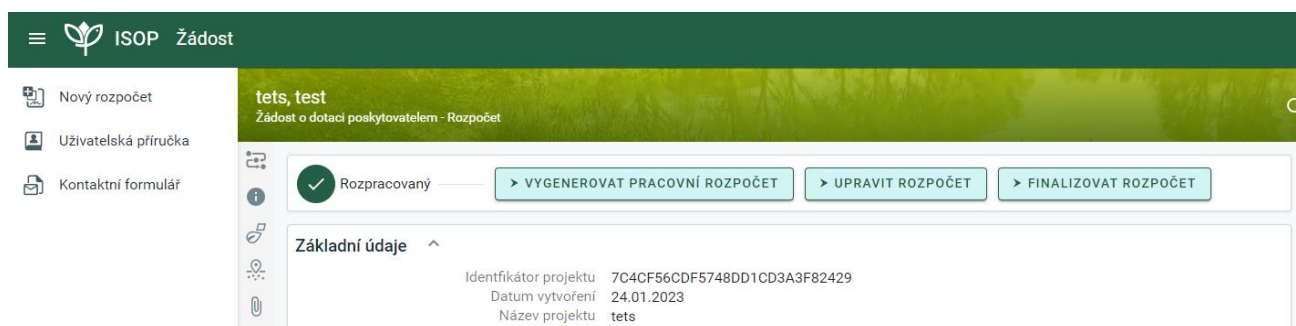 ISOP Žádost
Nový rozpočet
Uživatelská příručka
Kontaktní formulář
tets, test
Žádost o dotaci poskytovatelem - Rozpočet
Rozpracovaný
VYGENEROVAT PRACOVNÍ ROZPOČET
UPRAVIT ROZPOČET
FINALIZOVAT ROZPOČET
Základní údaje
Identfikátor projektu 7C4CF56CDF5748DD1CD3A3F82429
Datum vytvoření 24.01.2023
Název projektu tets